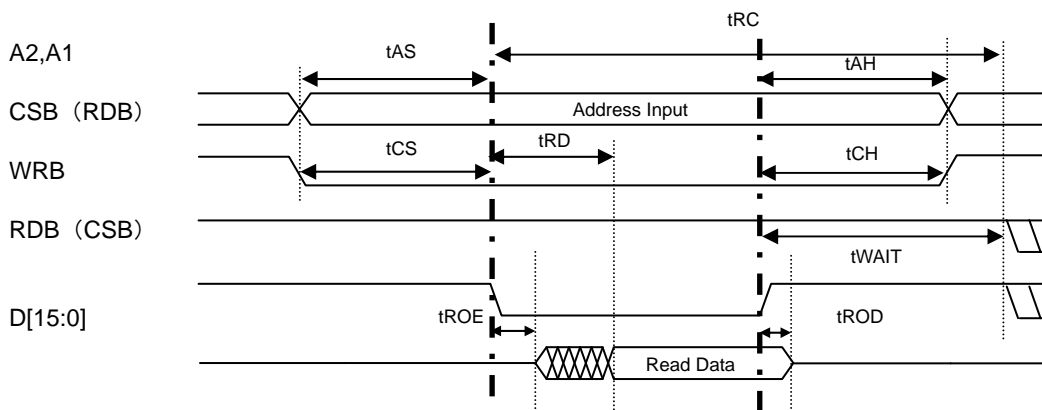 tRC
A2,A1
tAS
tAH
CSB（RDB）
Address Input
tCS
tRD
tCH
WRB
RDB（CSB）
tWAIT
D[15:0]
tROE
tROD
Read Data